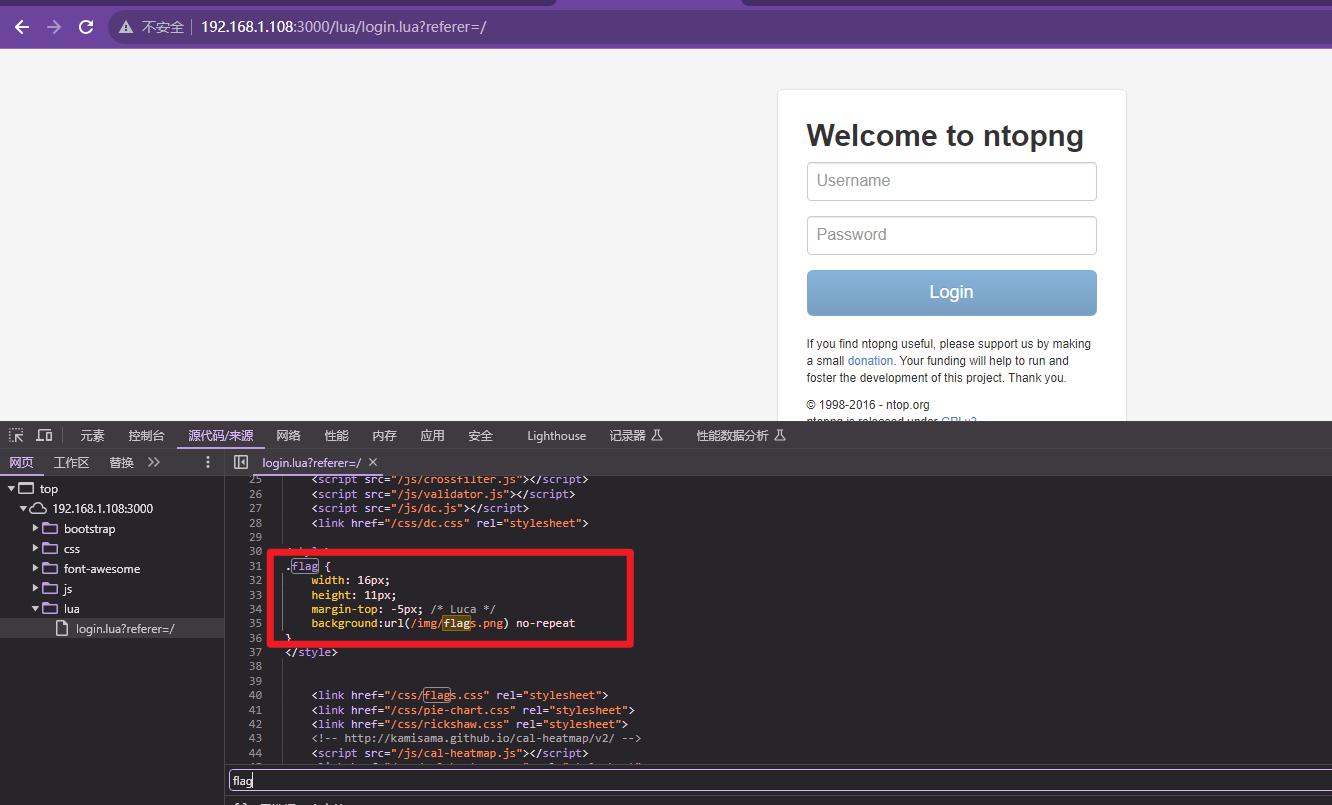 不安全
192.168.1.108:3000/lua/login.lua?referer=/
Welcome to ntopng
Username
Password
Login
If you find ntopng useful, please support us by making
a small donation. Your funding will help to run and
foster the development of this project. Thank you.
© 1998-2016 - ntop.org
ntopng is released under GPLv3
元素 控制台 源代码/来源 网络 性能 内存 应用 安全 Lighthouse 记录器 性能数据分析
网页 工作区 替换
login.lua?referer=/
top
192.168.1.108:3000
bootstrap
css
font-awesome
js
lua
login.lua?referer=/
25 <script src="/js/crossfilter.js"></script>
26 <script src="/js/validator.js"></script>
27 <script src="/js/dc.js"></script>
28 <link href="/css/dc.css" rel="stylesheet">
29
30
31 .flag {
32 width: 16px;
33 height: 11px;
34 margin-top: -5px; /* Luca */
35 background:url(/img/flags.png) no-repeat
36 }
37 </style>
38
39
40 <link href="/css/flags.css" rel="stylesheet">
41 <link href="/css/pie-chart.css" rel="stylesheet">
42 <link href="/css/rickshaw.css" rel="stylesheet">
43 <!-- http://kamisama.github.io/cal-heatmap/v2/ -->
44 <script src="/js/cal-heatmap.js"></script>
flag